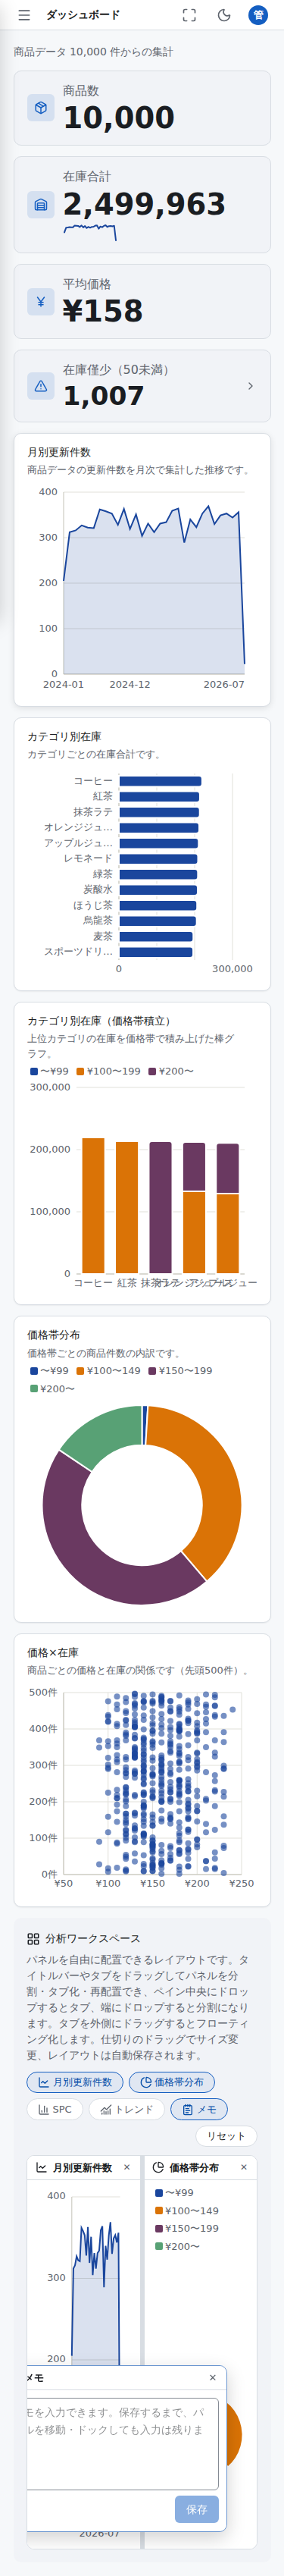 ダッシュボード
管
商品データ 10,000 件からの集計
商品数
10,000
在庫合計
2,499,963
平均価格
¥158
在庫僅少（50未満）
1,007
月別更新件数
商品データの更新件数を月次で集計した推移です。
400
300
200
100
0
2024-01 2024-12 2026-07
カテゴリ別在庫
カテゴリごとの在庫合計です。
コーヒー
紅茶
抹茶ラテ
オレンジジュ…
アップルジュ…
レモネード
緑茶
炭酸水
ほうじ茶
烏龍茶
麦茶
スポーツドリ…
0 300,000
カテゴリ別在庫（価格帯積立）
上位カテゴリの在庫を価格帯で積み上げた棒グ
ラフ。
〜¥99 ¥100〜199 ¥200〜
300,000
200,000
100,000
0
コーヒー 紅茶
価格帯分布
価格帯ごとの商品件数の内訳です。
〜¥99 ¥100〜149 ¥150〜199
¥200〜
価格×在庫
商品ごとの価格と在庫の関係です（先頭500件）。
500件
400件
300件
200件
100件
0件
¥50 ¥100 ¥150 ¥200 ¥250
分析ワークスペース
パネルを自由に配置できるレイアウトです。タ
イトルバーやタブをドラッグしてパネルを分
割・タブ化・再配置でき、ペイン中央にドロッ
プするとタブ、端にドロップすると分割になり
ます。タブを外側にドラッグするとフローティ
ング化します。仕切りのドラッグでサイズ変
更、レイアウトは自動保存されます。
月別更新件数 価格帯分布
SPC トレンド メモ
リセット
月別更新件数 × 価格帯分布 ×
400
300
200
〜¥99
¥100〜149
¥150〜199
¥200〜
メモ ×
モを入力できます。保存するまで、パ
ルを移動・ドックしても入力は残りま
保存
2026-07